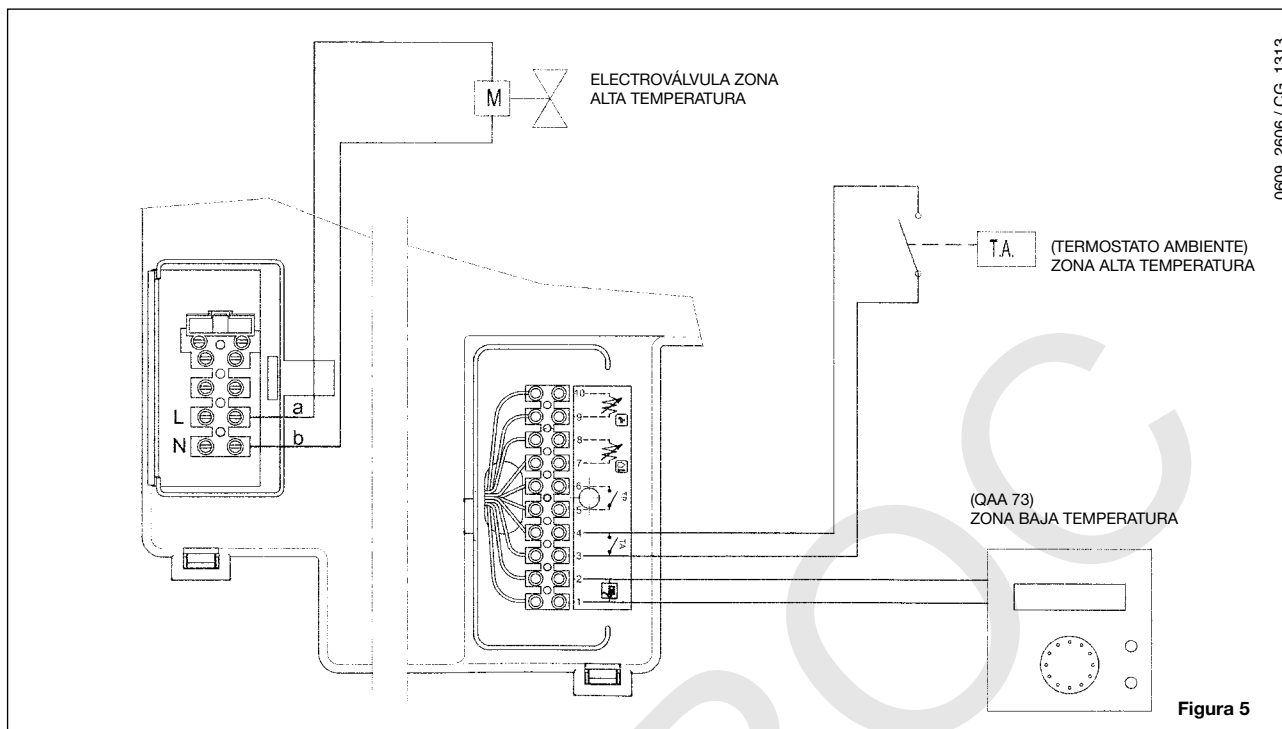 0609_2606 / CG_1313
M
ELECTROVÁLVULA ZONA
ALTA TEMPERATURA
T.A.
(TERMOSTATO AMBIENTE)
ZONA ALTA TEMPERATURA
L
a
N
b
10
9
8
7
6
5
4
3
2
1
TA
(QAA 73)
ZONA BAJA TEMPERATURA
Figura 5